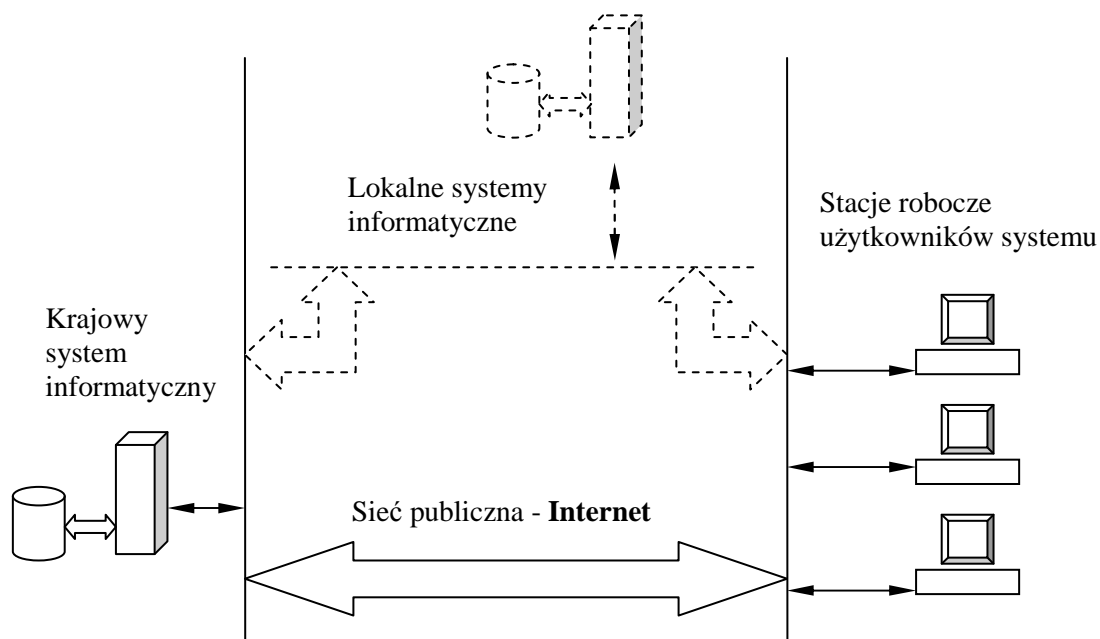 Lokalne systemy
informatyczne
Stacje robocze
użytkowników systemu
Krajowy
system
informatyczny
Sieć publiczna - Internet